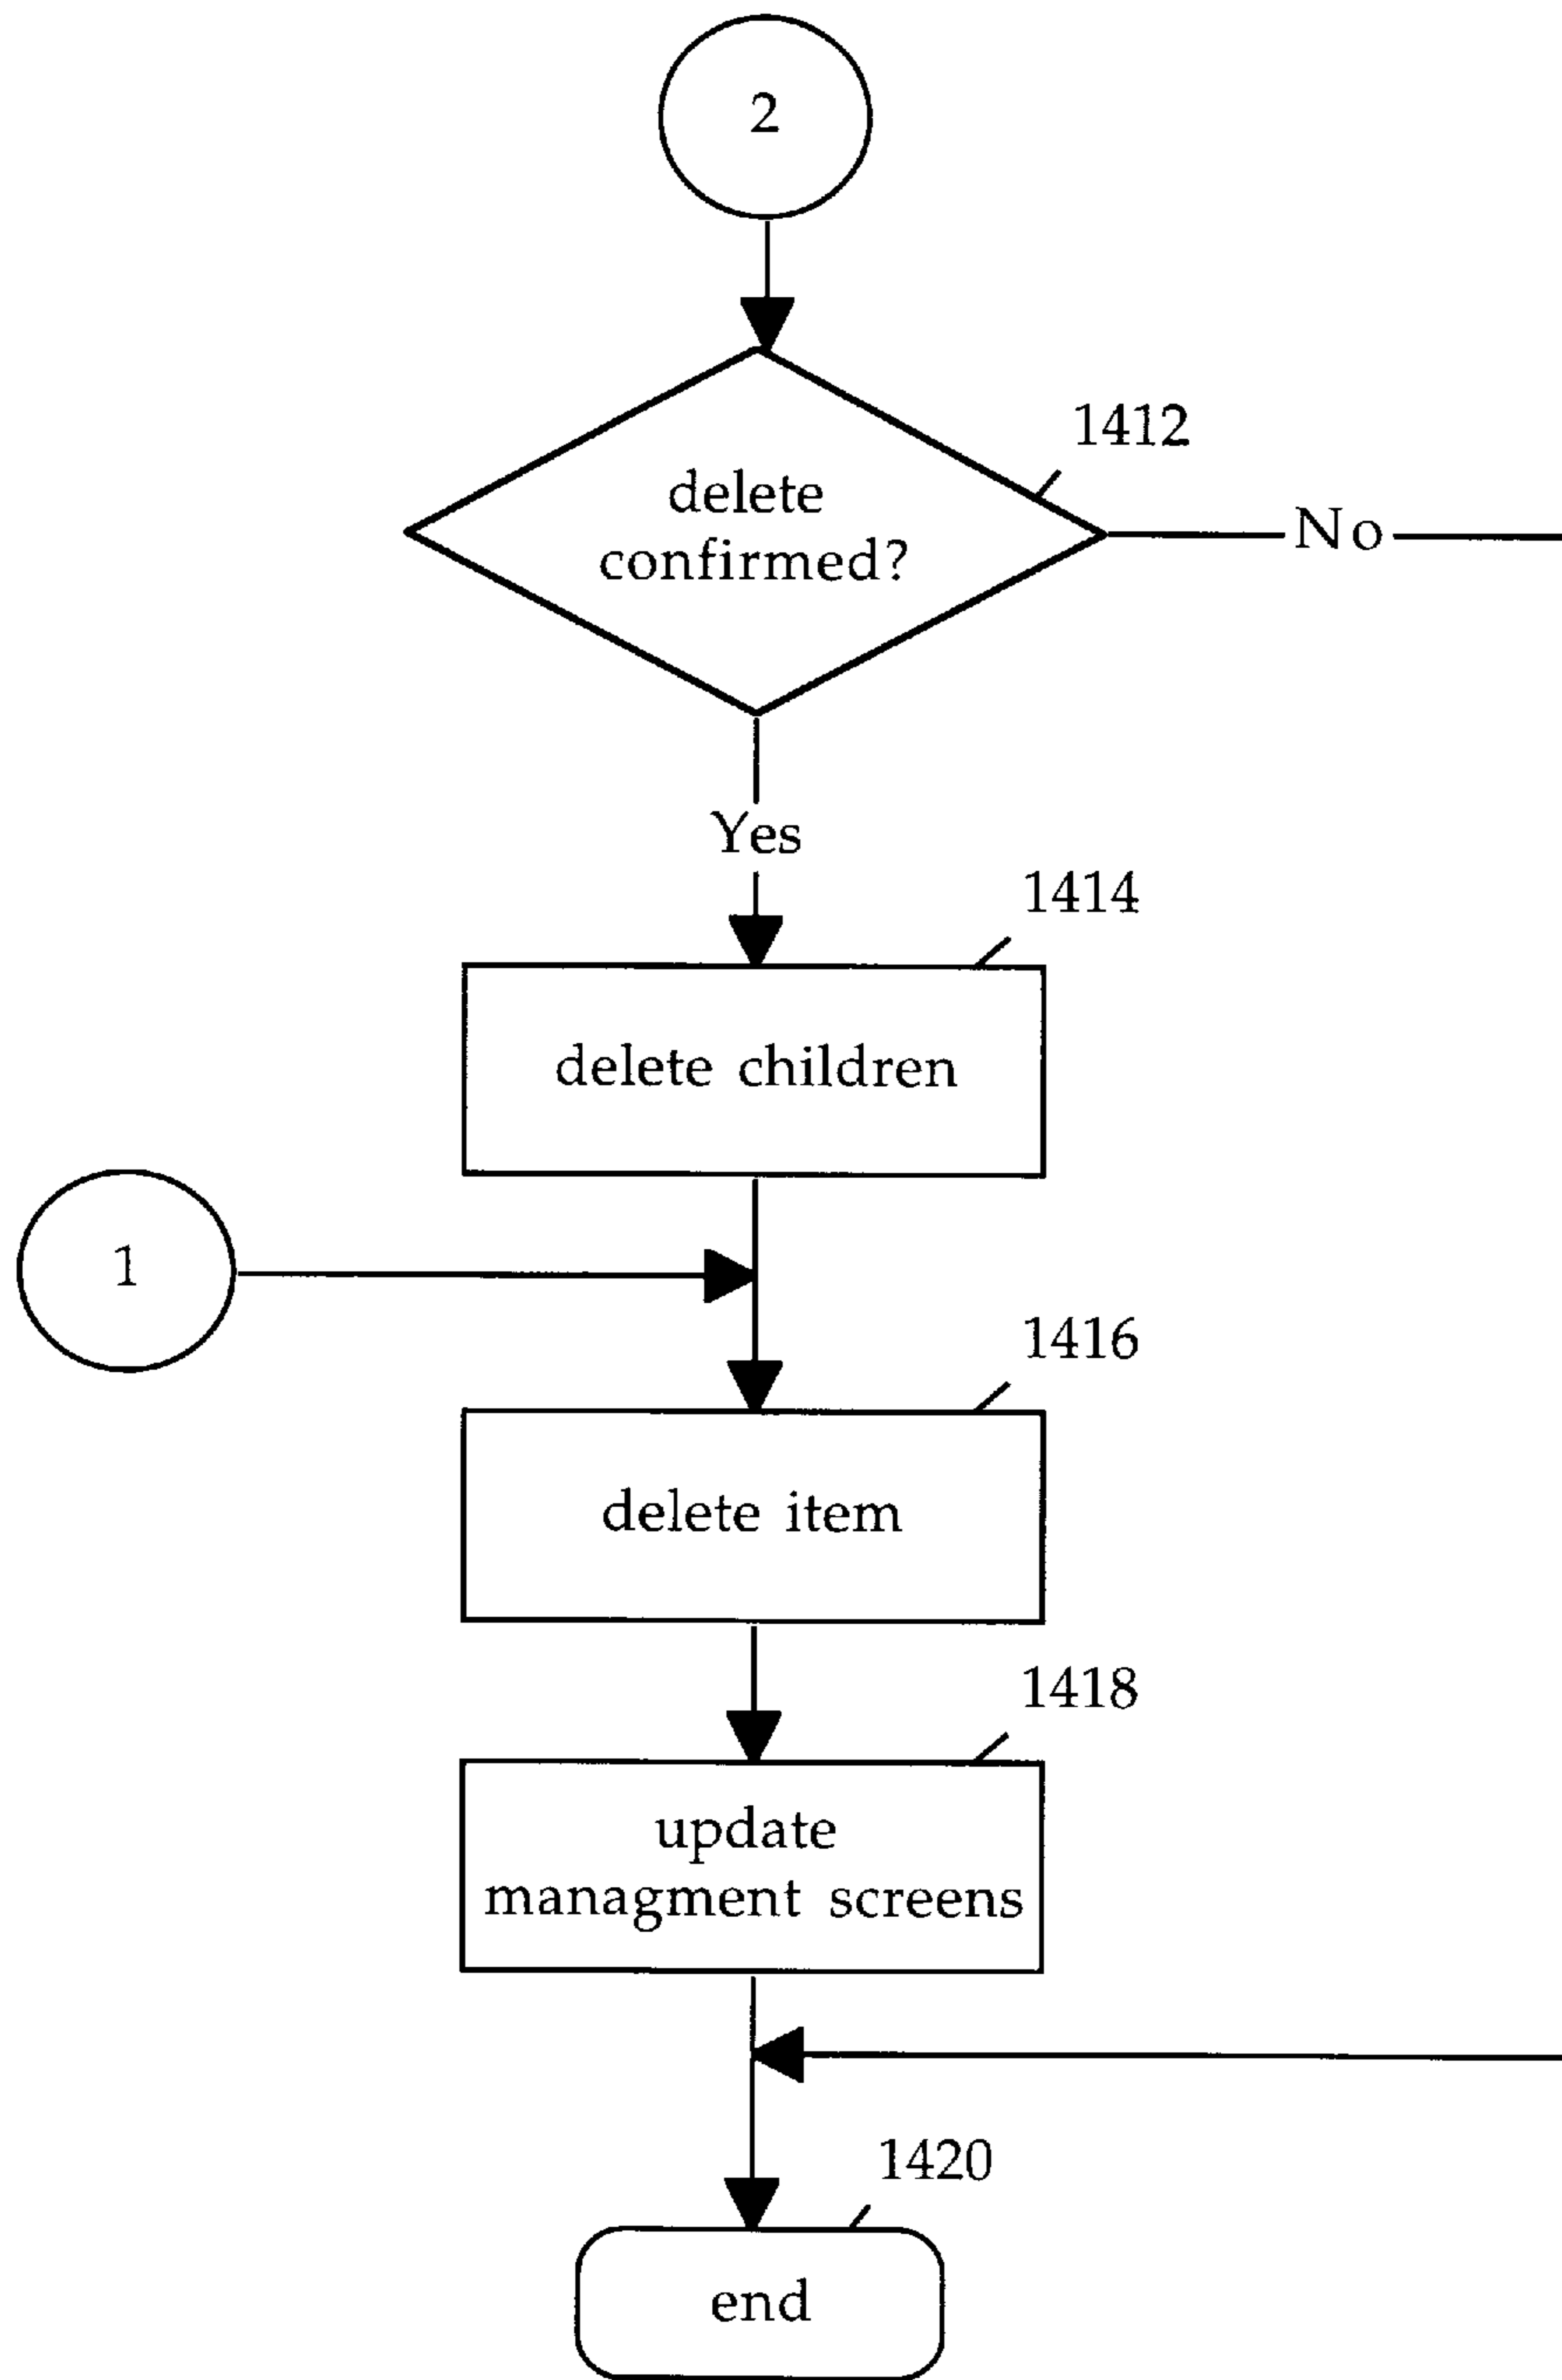 2
1412
delete
confirmed?
No
Yes
1414
delete children
1
1416
delete item
1418
update
managment screens
1420
end